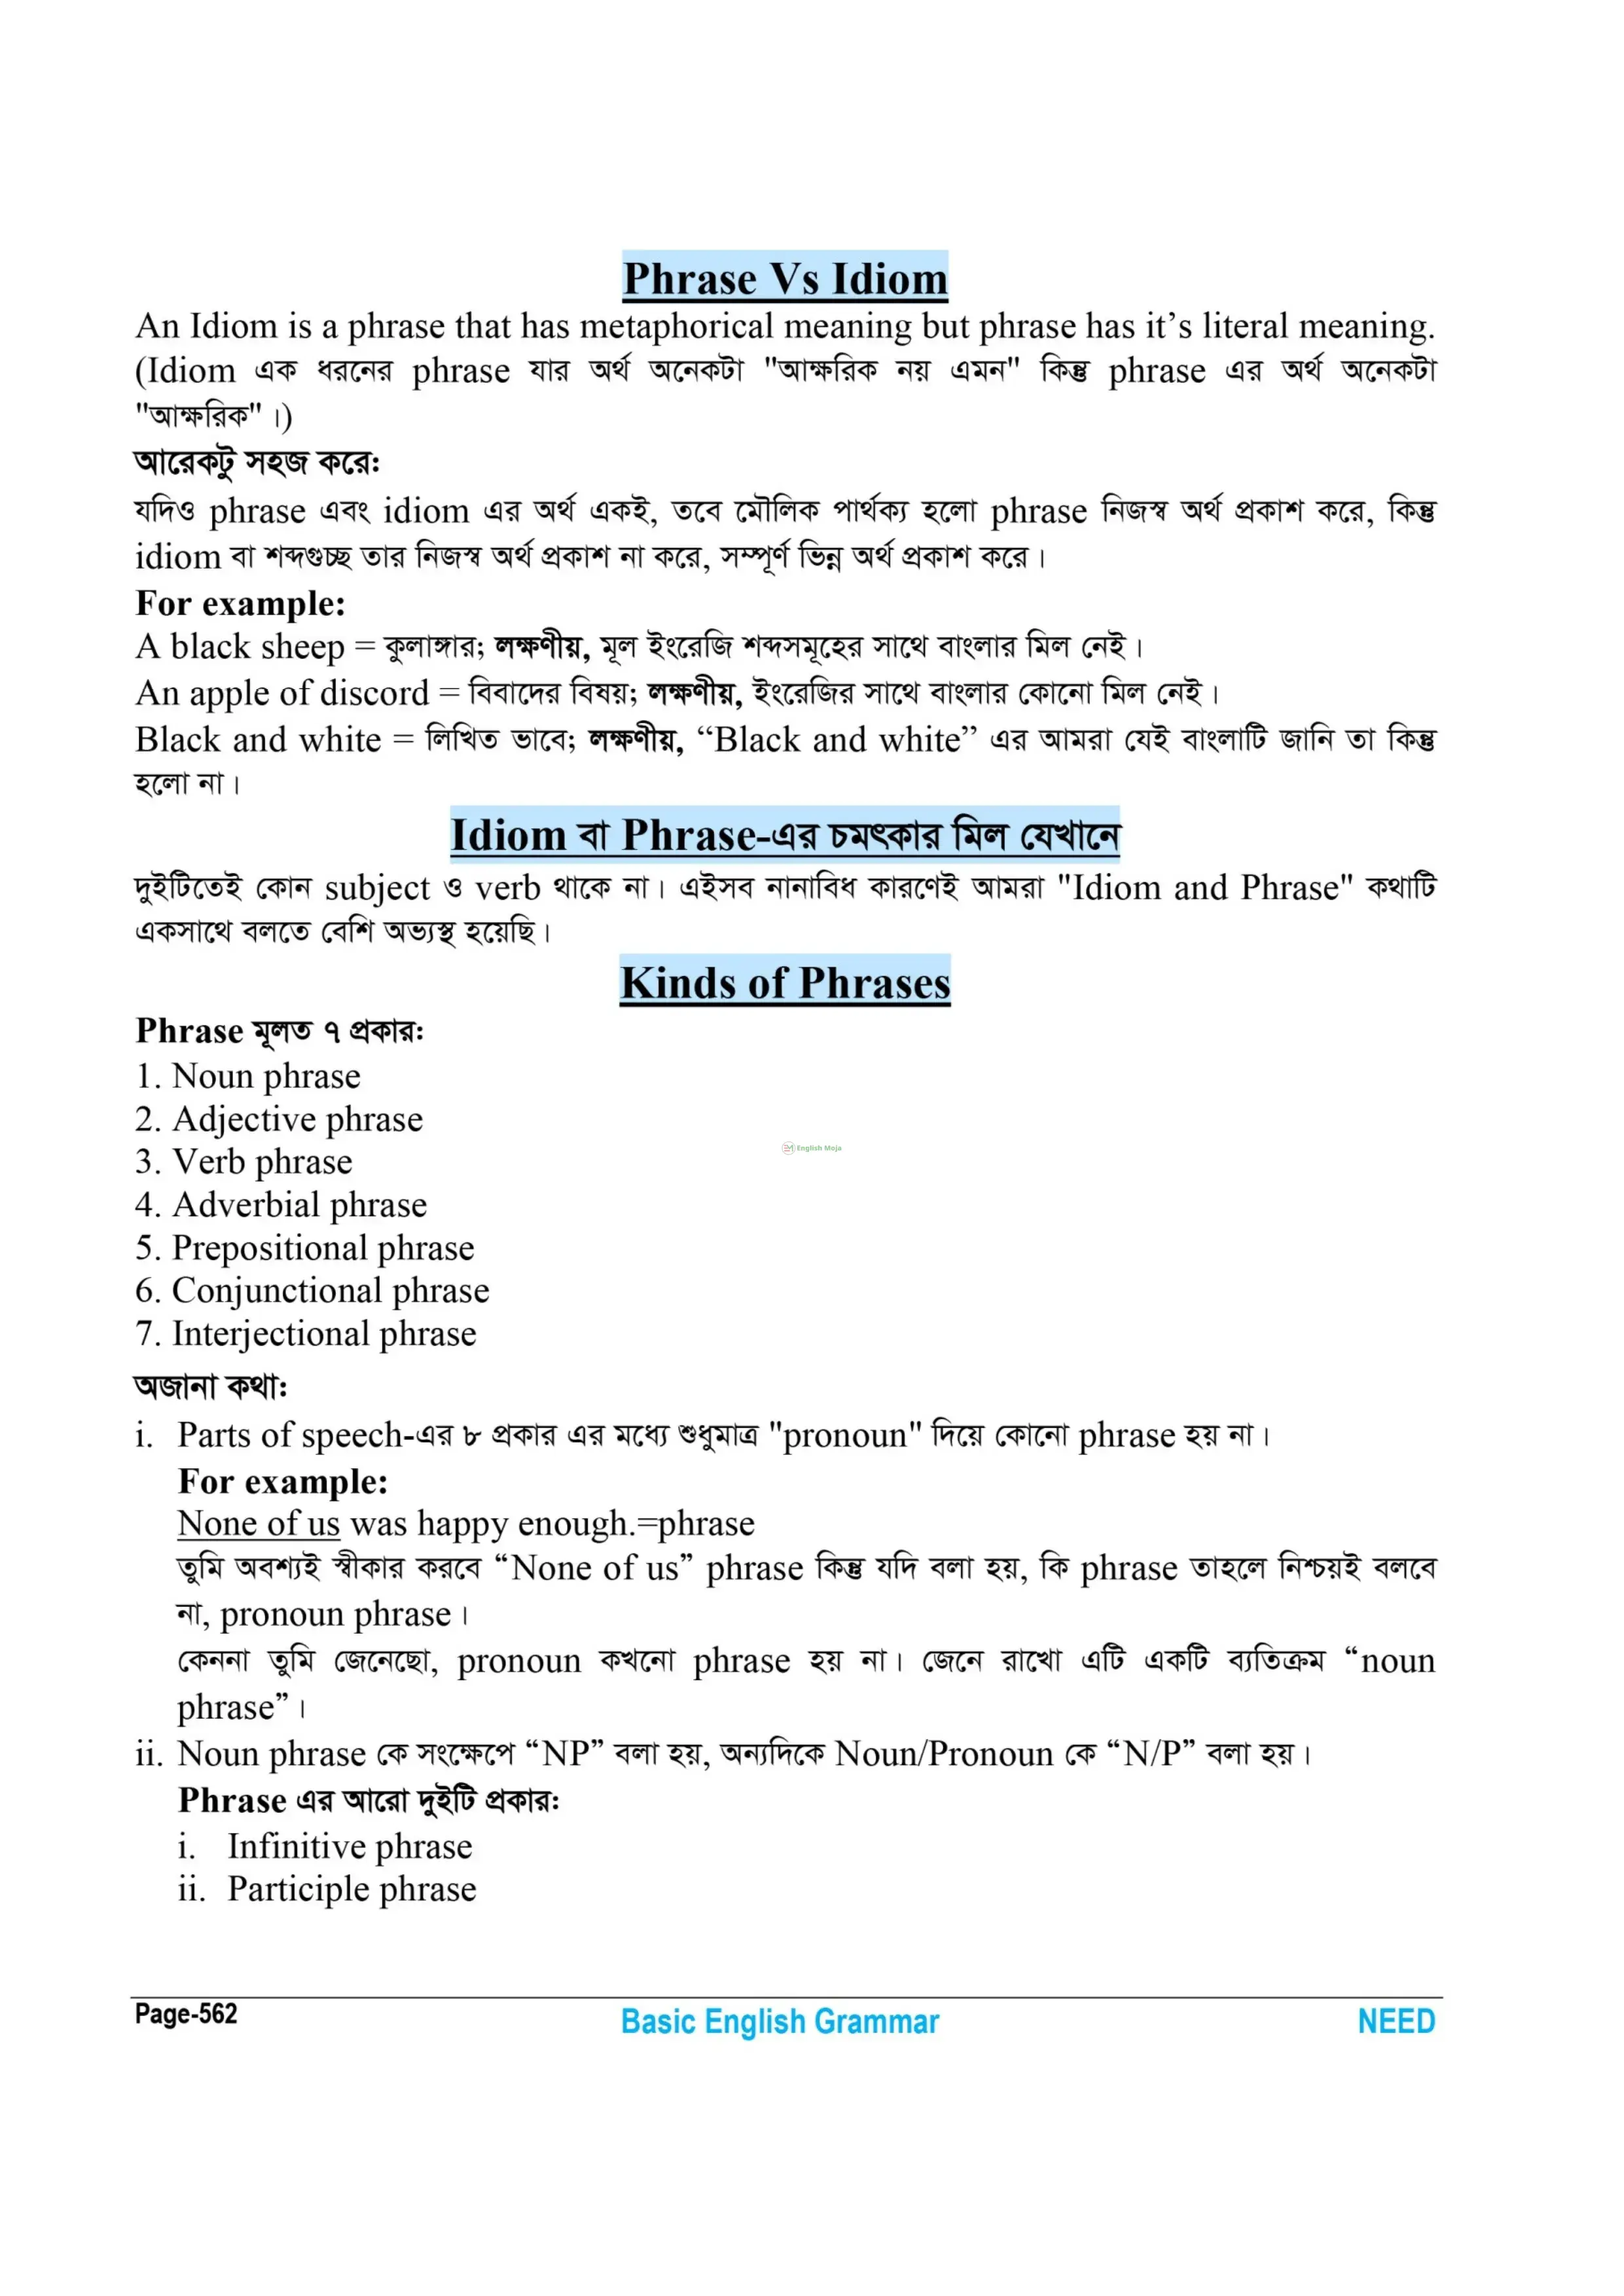 Phrase Vs Idiom
An Idiom is a phrase that has metaphorical meaning but phrase has it’s literal meaning.
(Idiom এক ধরনের phrase যার অর্থ অনেকটা "আক্ষরিক নয় এমন" কিন্তু phrase এর অর্থ অনেকটা
"আক্ষরিক"।)
আরেকটু সহজ করে:
যদিও phrase এবং idiom এর অর্থ একই, তবে মৌলিক পার্থক্য হলো phrase নিজস্ব অর্থ প্রকাশ করে, কিন্তু
idiom বা শব্দগুচ্ছ তার নিজস্ব অর্থ প্রকাশ না করে, সম্পূর্ণ ভিন্ন অর্থ প্রকাশ করে।
For example:
A black sheep = কুলাঙ্গার; লক্ষণীয়, মূল ইংরেজি শব্দসমূহের সাথে বাংলার মিল নেই।
An apple of discord = বিবাদের বিষয়; লক্ষণীয়, ইংরেজির সাথে বাংলার কোনো মিল নেই।
Black and white = লিখিত ভাবে; লক্ষণীয়, “Black and white” এর আমরা যেই বাংলাটি জানি তা কিন্তু
হলো না।
Idiom বা Phrase-এর চমৎকার মিল যেখানে
দুইটিতেই কোন subject ও verb থাকে না। এইসব নানাবিধ কারণেই আমরা "Idiom and Phrase" কথাটি
একসাথে বলতে বেশি অভ্যস্থ হয়েছি।
Kinds of Phrases
Phrase মূলত ৭ প্রকার:
1. Noun phrase
2. Adjective phrase
3. Verb phrase
English Moja
4. Adverbial phrase
5. Prepositional phrase
6. Conjunctional phrase
7. Interjectional phrase
অজানা কথা:
i. Parts of speech-এর ৮ প্রকার এর মধ্যে শুধুমাত্র "pronoun" দিয়ে কোনো phrase হয় না।
For example:
None of us was happy enough.=phrase
তুমি অবশ্যই স্বীকার করবে “None of us” phrase কিন্তু যদি বলা হয়, কি phrase তাহলে নিশ্চয়ই বলবে
না, pronoun phrase।
কেননা তুমি জেনেছো, pronoun কখনো phrase হয় না। জেনে রাখো এটি একটি ব্যতিক্রম “noun
phrase”।
ii. Noun phrase কে সংক্ষেপে “NP” বলা হয়, অন্যদিকে Noun/Pronoun কে “N/P” বলা হয়।
Phrase এর আরো দুইটি প্রকার:
i. Infinitive phrase
ii. Participle phrase
Page-562 Basic English Grammar NEED